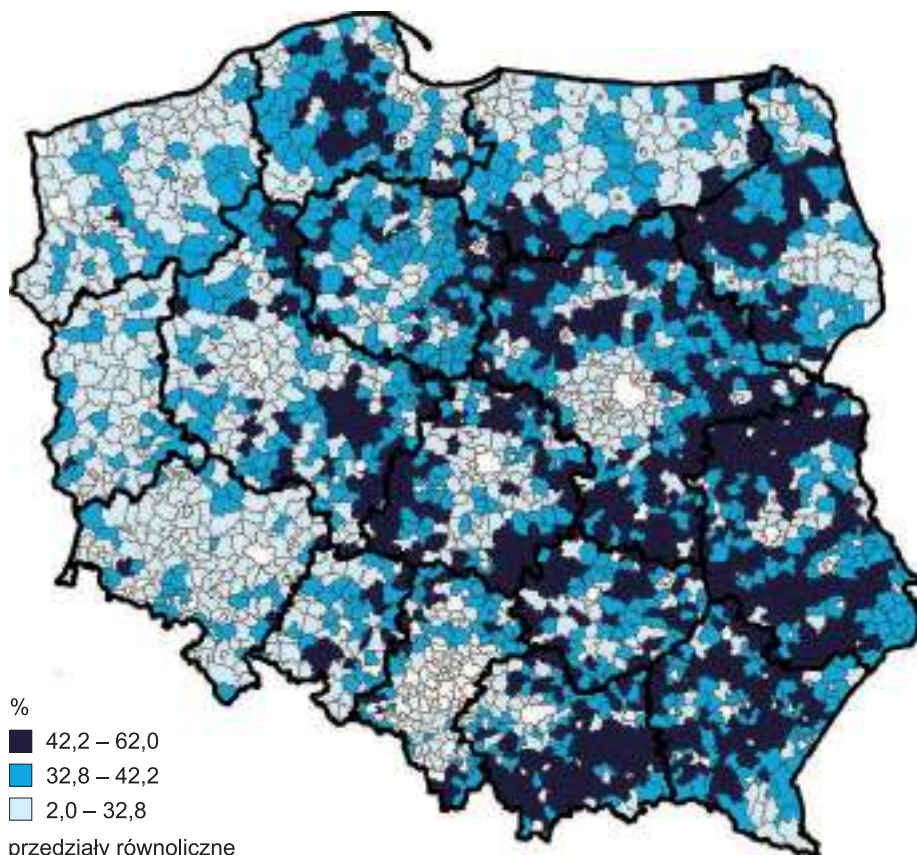 %
42,2 – 62,0
32,8 – 42,2
2,0 – 32,8
przedziały równoliczne